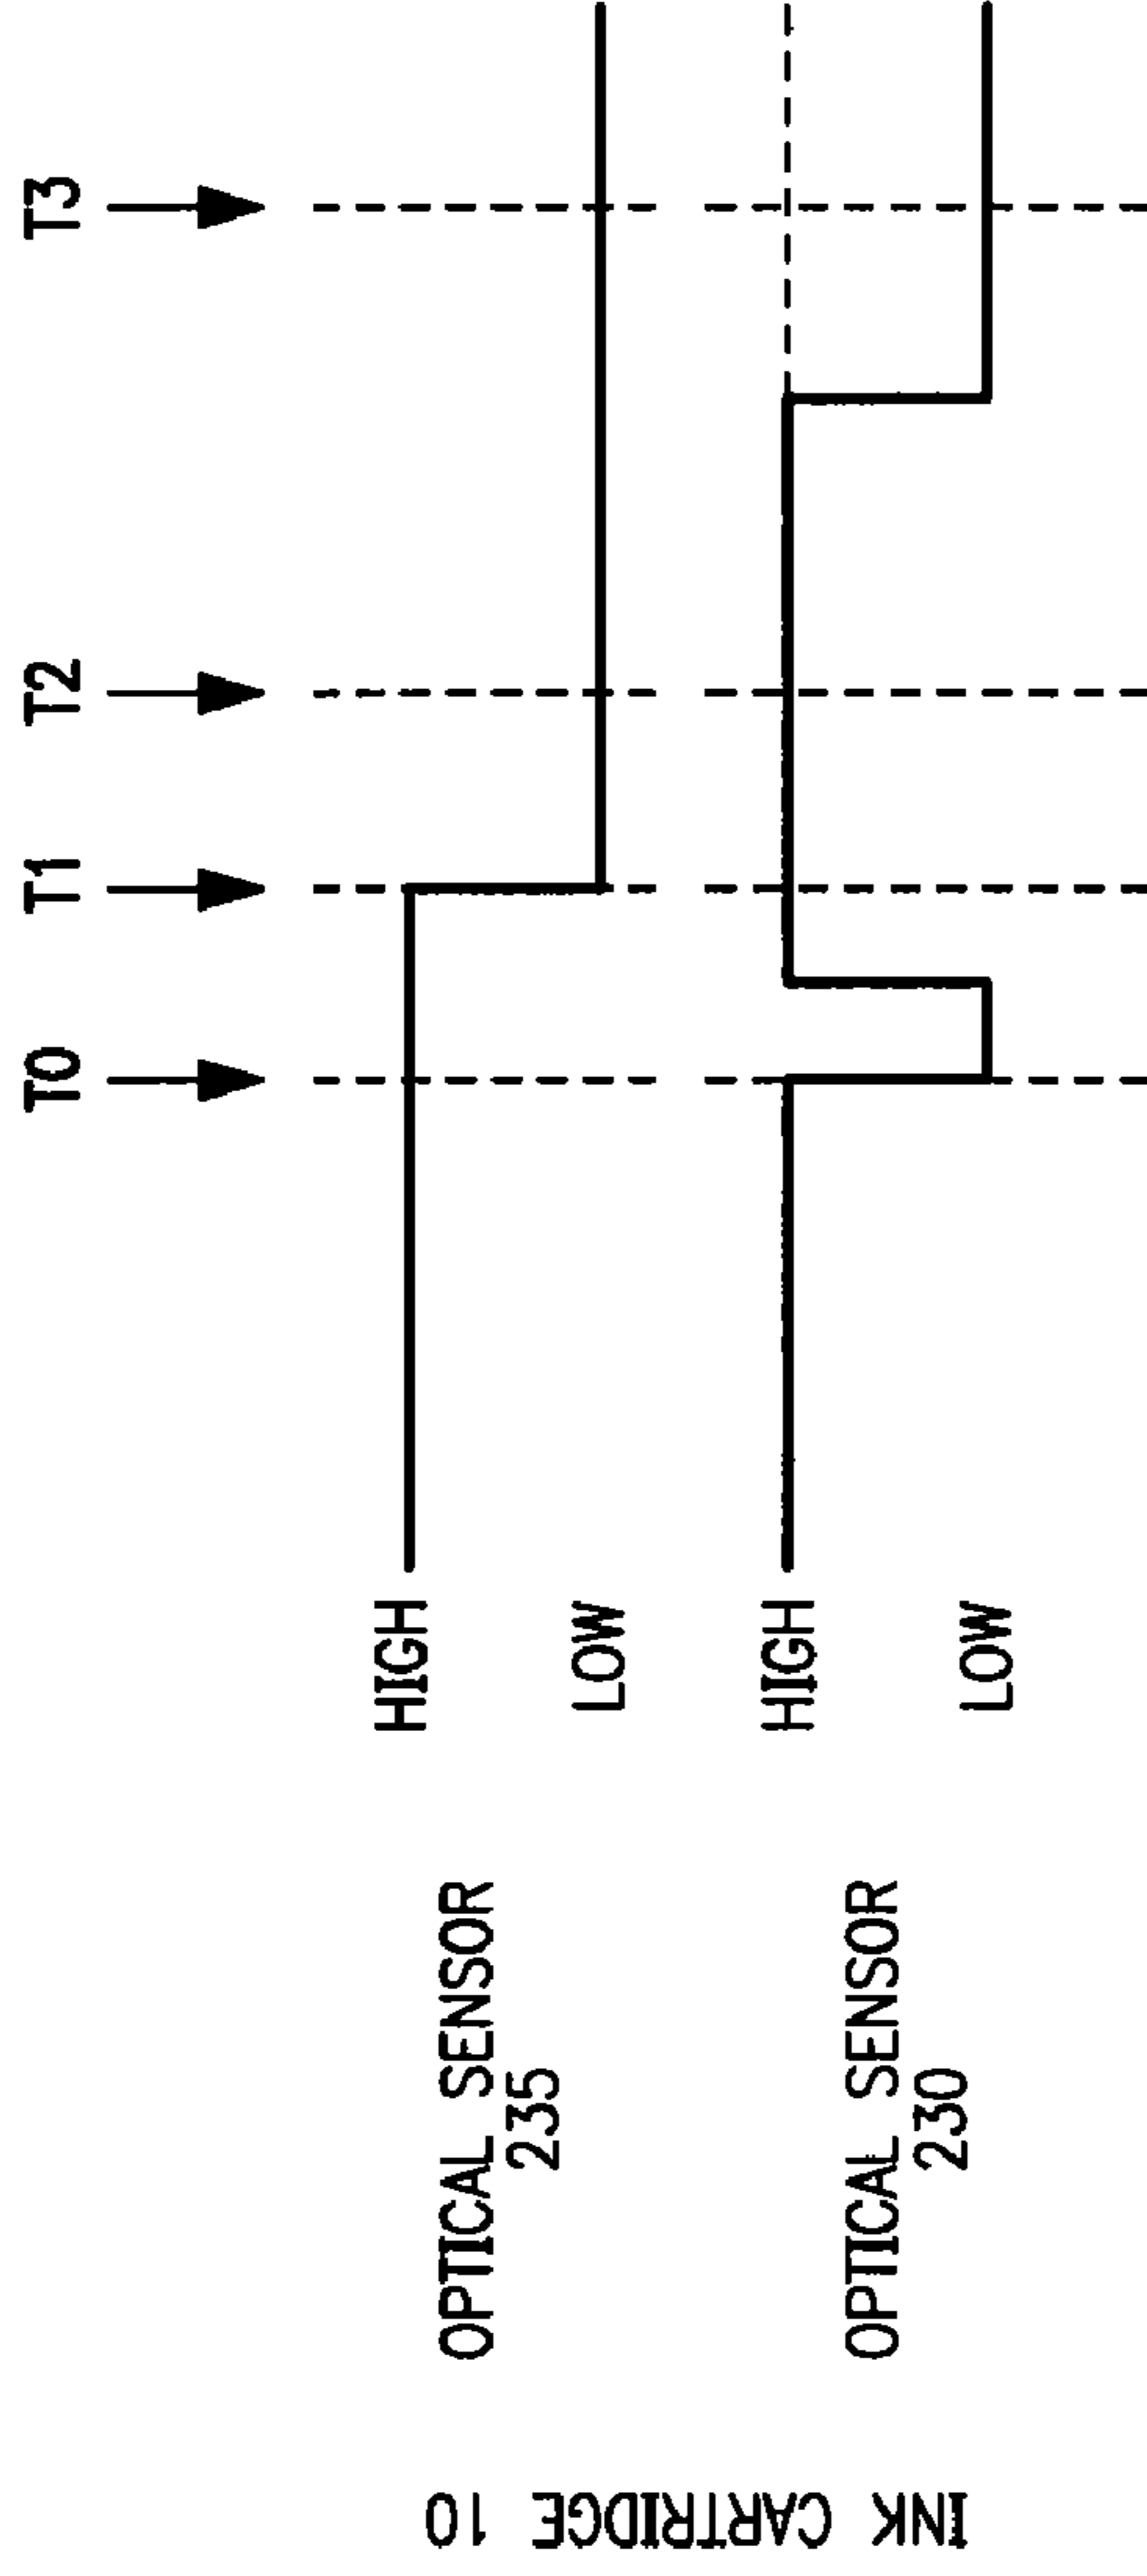 T0
T1
T2
T3
INK CARTRIDGE 10
OPTICAL SENSOR
235
HIGH
LOW
OPTICAL SENSOR
230
HIGH
LOW